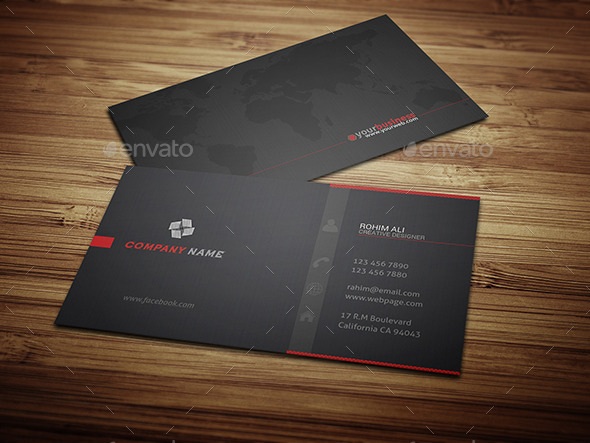 yourbusiness
www.yourweb.com
envato
envato
COMPANY NAME
www.facebook.com
ROHIM ALI
CREATIVE DESIGNER
123 456 7890
123 456 7880
rahim@email.com
www.webpage.com
17 R.M Boulevard
California CA 94043